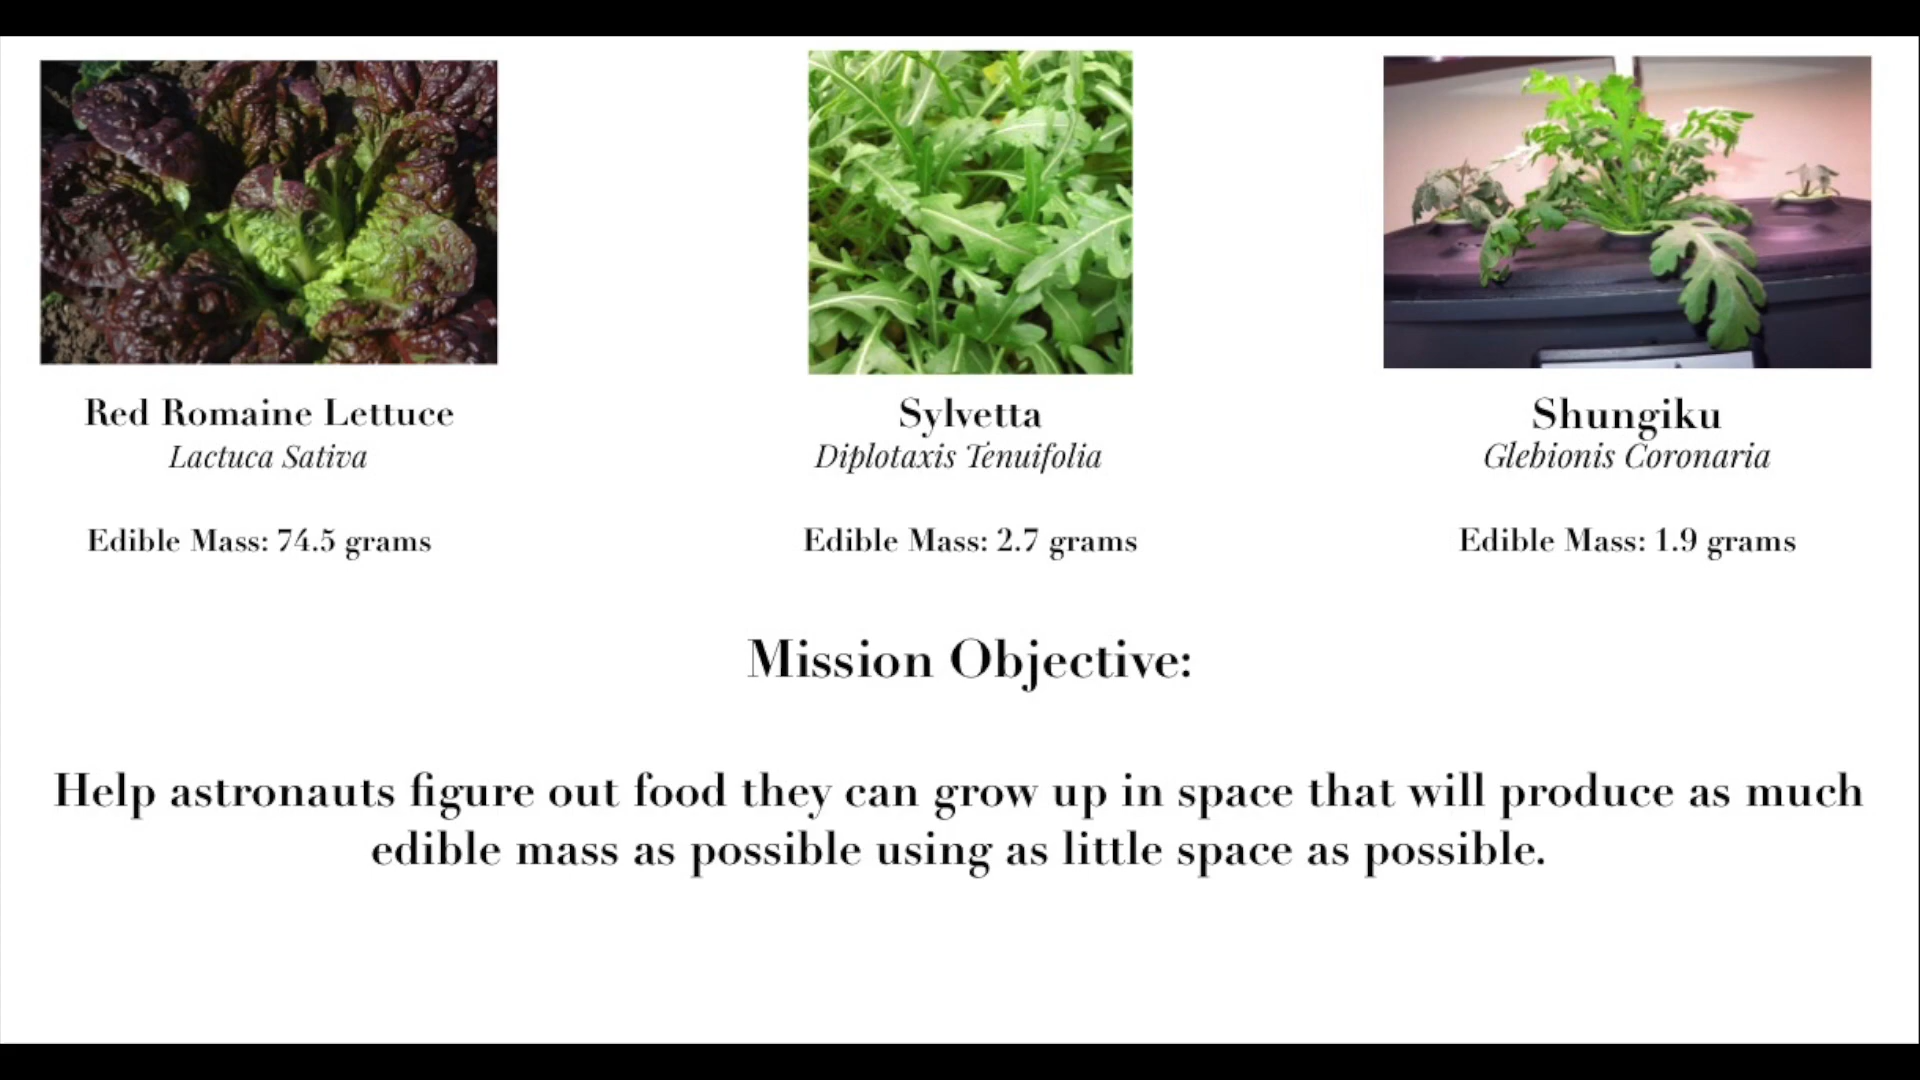 Red Romaine Lettuce
Lactuca Sativa
Edible Mass: 74.5 grams
Sylvetta
Diplotaxis Tenuifolia
Edible Mass: 2.7 grams
Shungiku
Glebionis Coronaria
Edible Mass: 1.9 grams
Mission Objective:
Help astronauts figure out food they can grow up in space that will produce as much
edible mass as possible using as little space as possible.